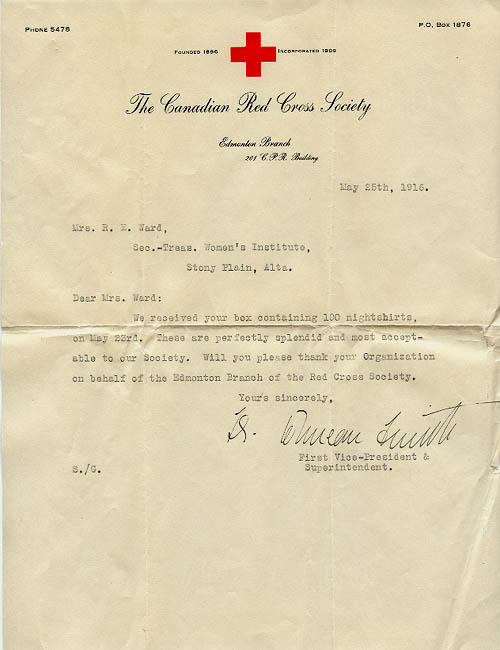 Phone 5476
P.O. Box 1876
Founded 1896 Incorporated 1909
The Canadian Red Cross Society
Edmonton Branch
201 C.P.R. Building
May 25th, 1916.
Mrs. R. E. Ward,
Sec.-Treas. Women's Institute,
Stony Plain, Alta.
Dear Mrs. Ward:
We received your box containing 100 nightshirts,
on May 23rd. These are perfectly splendid and most accept-
able to our Society. Will you please thank your Organization
on behalf of the Edmonton Branch of the Red Cross Society.
Yours sincerely,
Duncan Smith
First Vice-President &
Superintendent.
S./G.